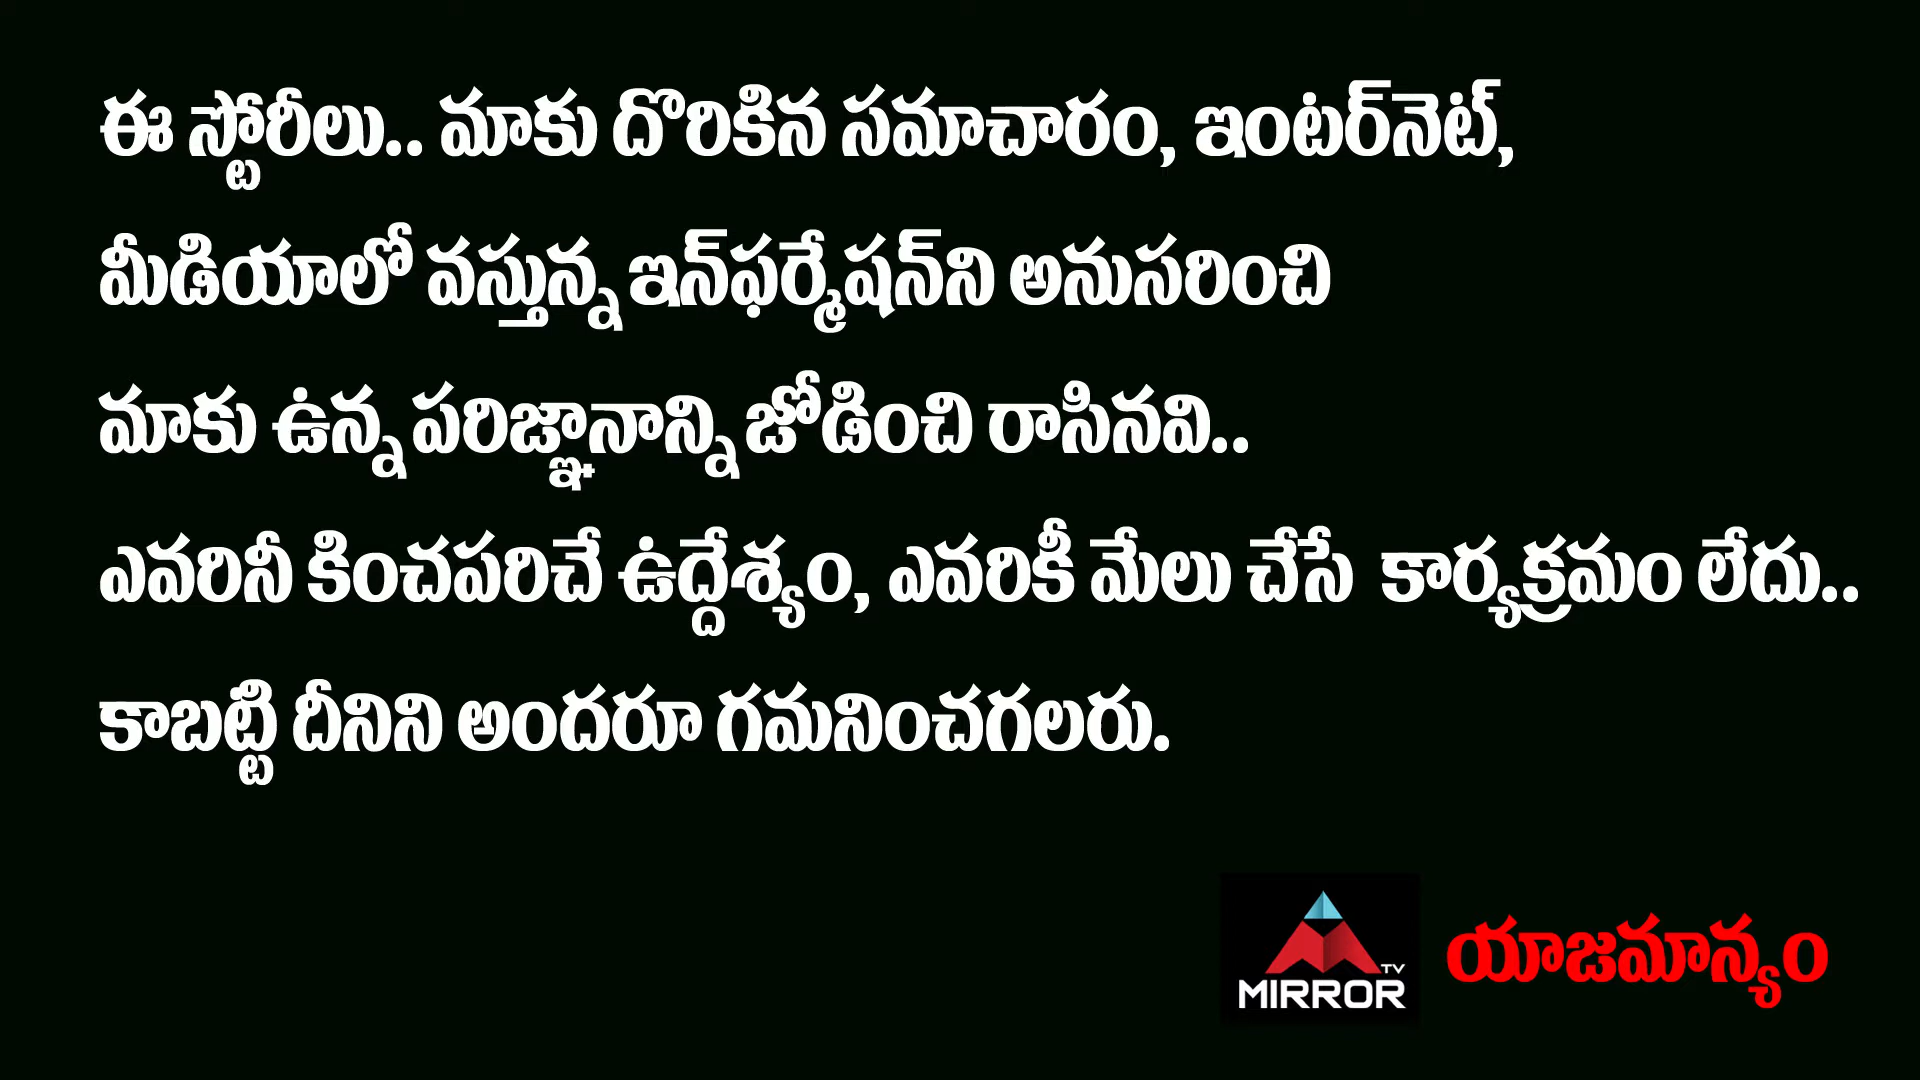 ఈ స్టోరీలు.. మాకు దొరికిన సమాచారం, ఇంటర్‌నెట్,
మీడియాలో వస్తున్న ఇన్‌ఫర్మేషన్‌ని అనుసరించి
మాకు ఉన్న పరిజ్ఞానాన్ని జోడించి రాసినవి..
ఎవరినీ కించపరిచే ఉద్దేశ్యం, ఎవరికీ మేలు చేసే కార్యక్రమం లేదు..
కాబట్టి దీనిని అందరూ గమనించగలరు.
TV
MIRROR
యాజమాన్యం